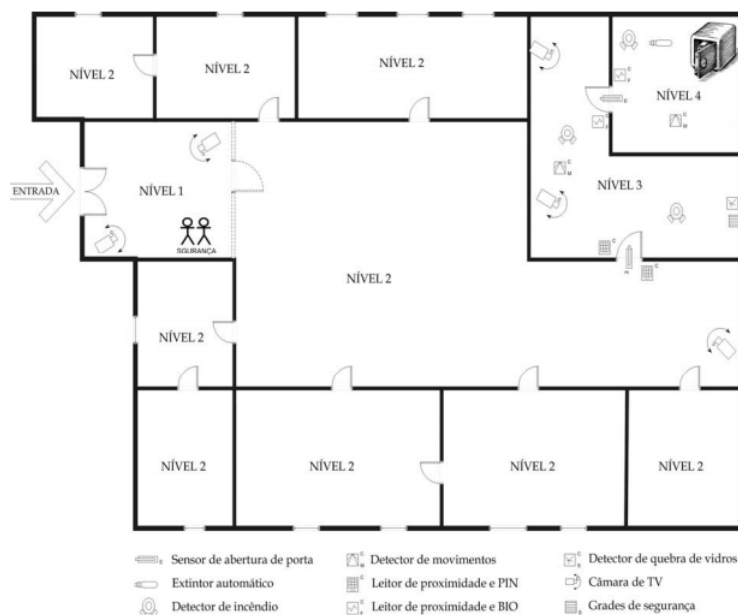 NÍVEL 2
NÍVEL 2
NÍVEL 2
NÍVEL 4
ENTRADA
NÍVEL 1
NÍVEL 3
SGURANÇA
NÍVEL 2
NÍVEL 2
NÍVEL 2
NÍVEL 2
NÍVEL 2
NÍVEL 2
Sensor de abertura de porta
Detector de movimentos
Detector de quebra de vidros
Extintor automático
Leitor de proximidade e PIN
Câmara de TV
Detector de incêndio
Leitor de proximidade e BIO
Grades de segurança